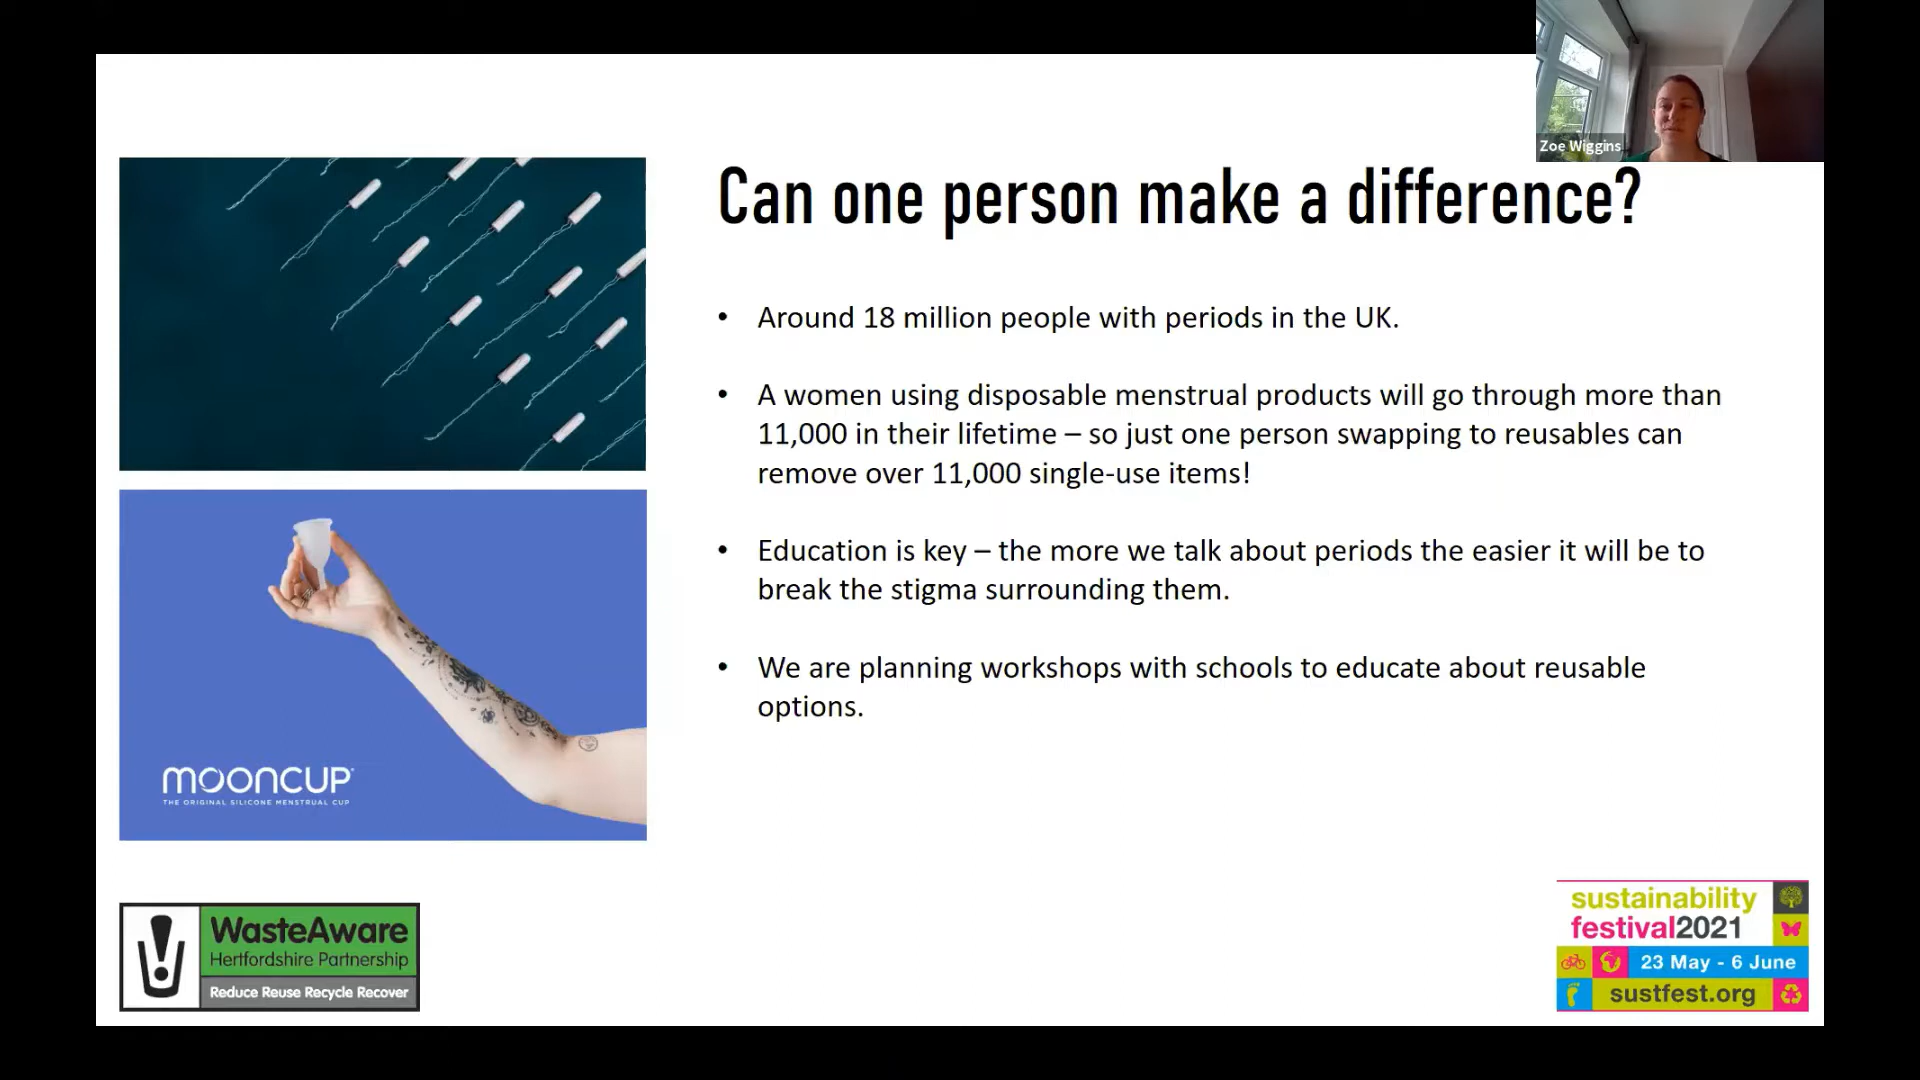 Zoe Wiggins
Can one person make a difference?
• Around 18 million people with periods in the UK.
• A women using disposable menstrual products will go through more than
11,000 in their lifetime – so just one person swapping to reusables can
remove over 11,000 single-use items!
• Education is key – the more we talk about periods the easier it will be to
break the stigma surrounding them.
• We are planning workshops with schools to educate about reusable
options.
mooncup
THE ORIGINAL SILICONE MENSTRUAL CUP
WasteAware
Hertfordshire Partnership
Reduce Reuse Recycle Recover
sustainability
festival2021
23 May - 6 June
sustfest.org